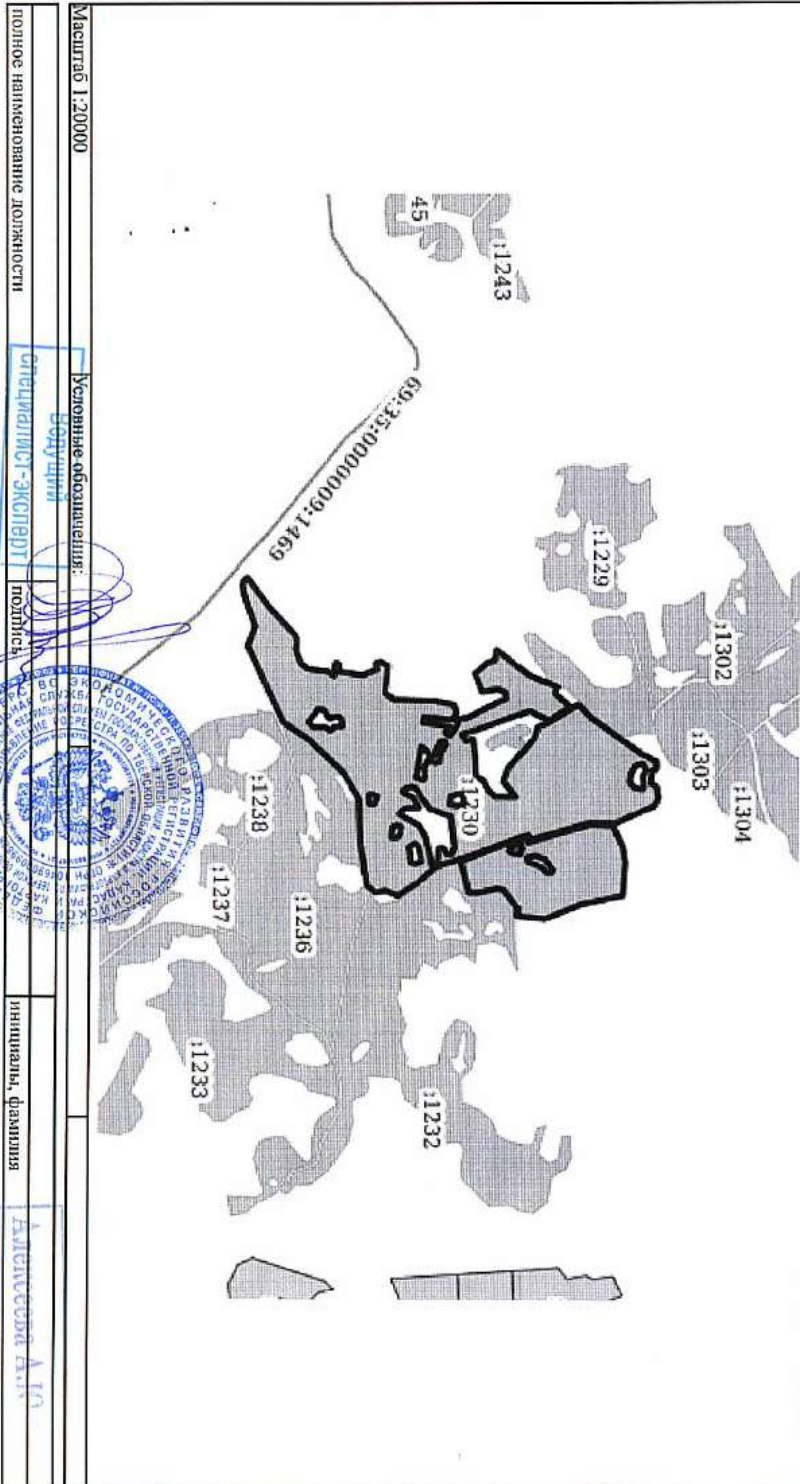 :1302
:1303
:1304
:1243
45
:1229
69:35:0000009:1469
:1230
:1238
:1237
:1236
:1233
:1232
Масштаб 1:20000
Условные обозначения:
Ведущий
специалист-эксперт
полное наименование должности
подпись
инициалы, фамилия
Алексеева А.Ю